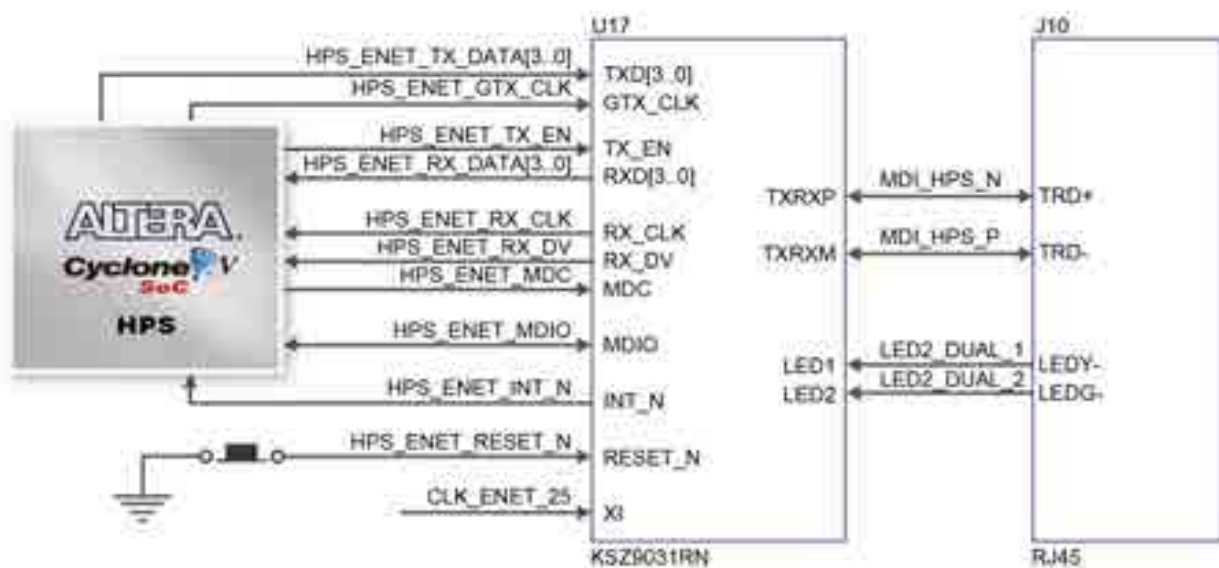 U17
J10
HPS_ENET_TX_DATA[3..0]
TXD[3..0]
HPS_ENET_GTX_CLK
GTX_CLK
HPS_ENET_TX_EN
TX_EN
HPS_ENET_RX_DATA[3..0]
RXD[3..0]
TXRXP
MDI_HPS_N
TRD+
ALTERA
HPS_ENET_RX_CLK
RX_CLK
HPS_ENET_RX_DV
RX_DV
TXRXM
MDI_HPS_P
TRD-
Cyclone V
SoC
HPS_ENET_MDC
MDC
HPS
HPS_ENET_MDIO
MDIO
LED1
LED2_DUAL_1
LEDY-
LED2
LED2_DUAL_2
LEDG-
HPS_ENET_INT_N
INT_N
HPS_ENET_RESET_N
RESET_N
CLK_ENET_25
XI
KSZ9031RN
RJ45